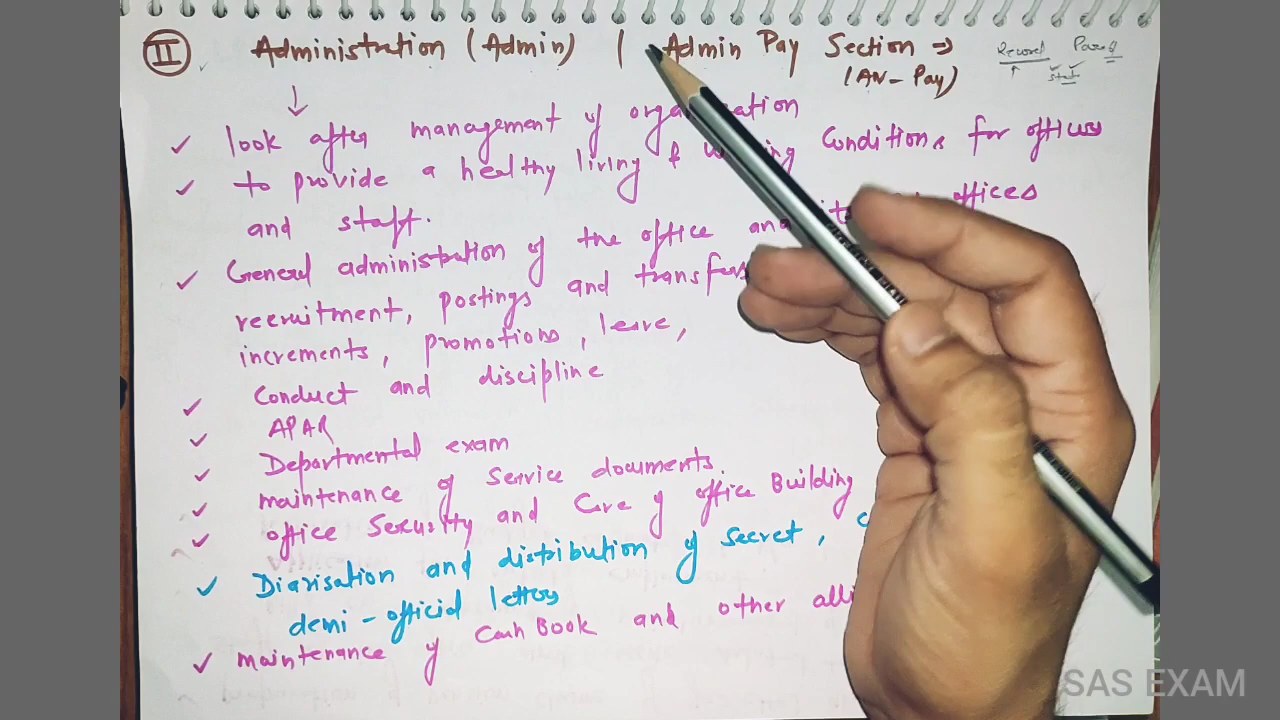 II Administration (Admin) | Admin Pay Section ⇒
(AN-Pay)
Record
Stat
↓
✓ look after management of organisation
✓ to provide a healthy living & working Conditions for officers
and staff.
✓ General administration of the office and its offices
recruitment, postings and transfers
increments, promotions, leave,
✓ Conduct and discipline
✓ APAR
✓ Departmental exam
✓ maintenance of Service documents
✓ office Security and Care of office Building
✓ Diarisation and distribution of Secret,
demi-official letters
✓ maintenance of Cash Book and other
SAS EXAM